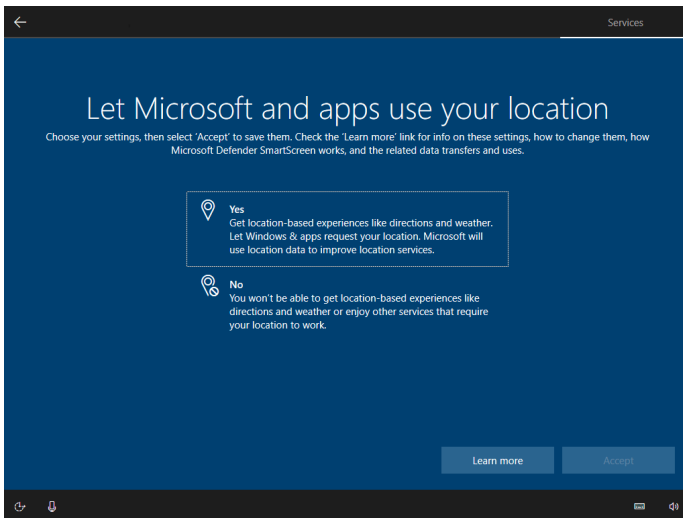 Services
Let Microsoft and apps use your location
Choose your settings, then select 'Accept' to save them. Check the 'Learn more' link for info on these settings, how to change them, how
Microsoft Defender SmartScreen works, and the related data transfers and uses.
Yes
Get location-based experiences like directions and weather.
Let Windows & apps request your location. Microsoft will
use location data to improve location services.
No
You won't be able to get location-based experiences like
directions and weather or enjoy other services that require
your location to work.
Learn more
Accept